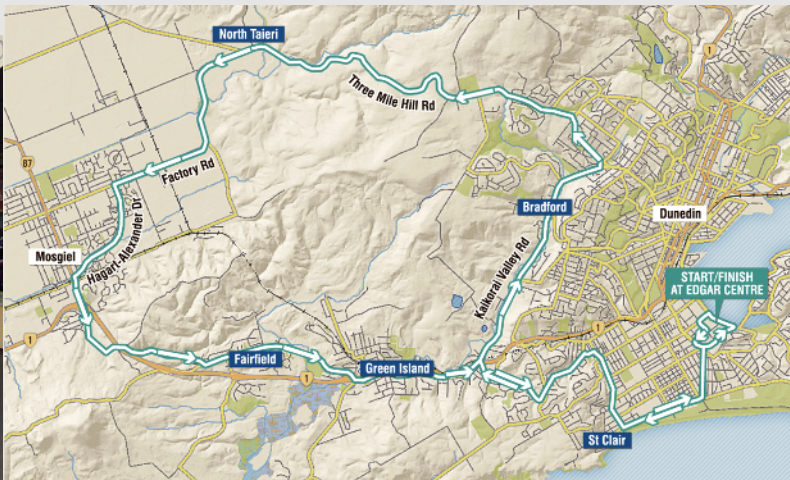 North Taieri
1
Three Mile Hill Rd
87
Factory Rd
Bradford
Dunedin
Hagart-Alexander Dr
Mosgiel
Kaikorai Valley Rd
START/FINISH
AT EDGAR CENTRE
1
1
Fairfield
Green Island
1
St Clair